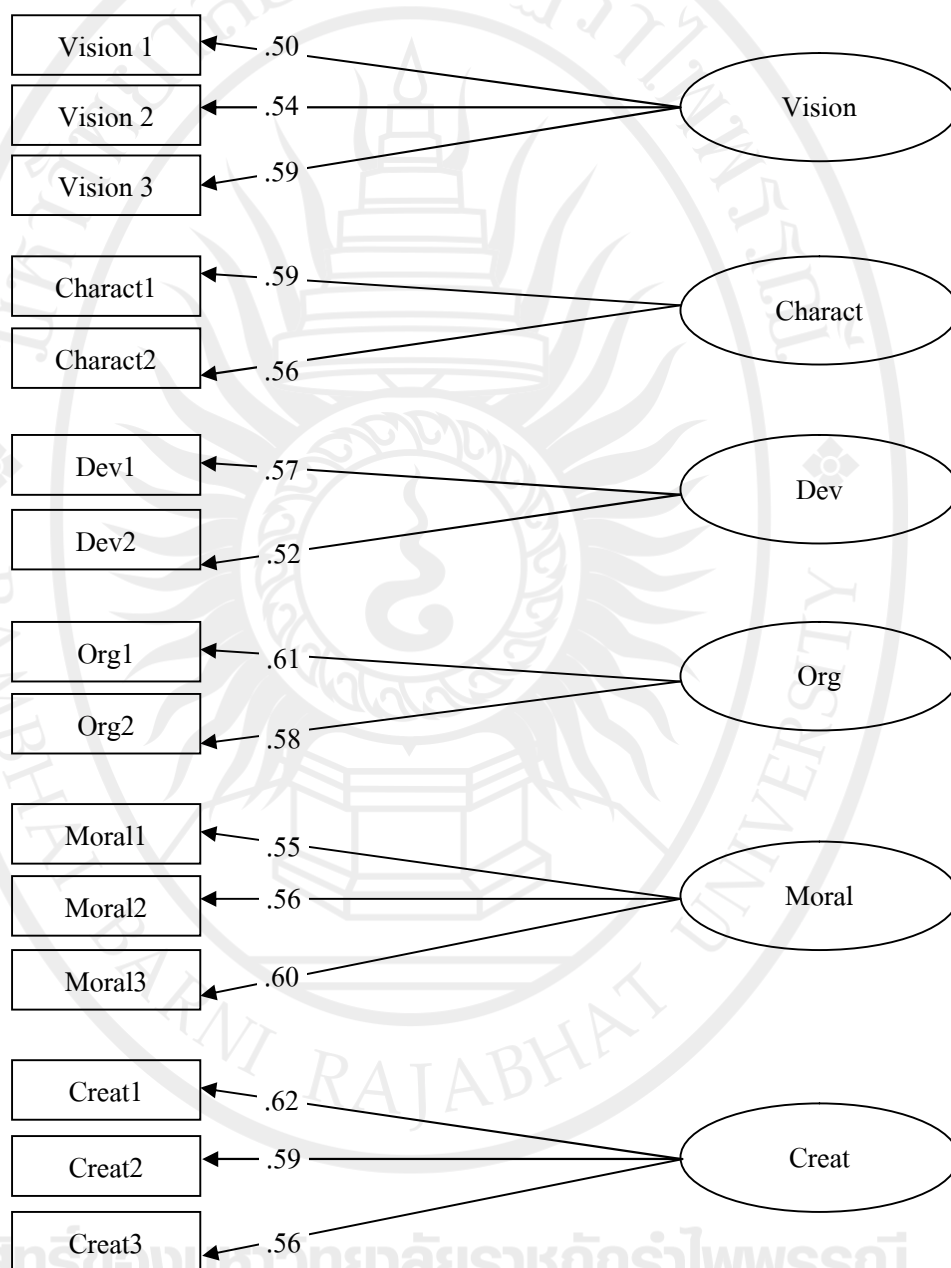 Vision 1 .50
Vision 2 .54 Vision
Vision 3 .59
Charact1 .59 Charact
Charact2 .56
Dev1 .57 Dev
Dev2 .52
Org1 .61 Org
Org2 .58
Moral1 .55
Moral2 .56 Moral
Moral3 .60
Creat1 .62
Creat2 .59 Creat
Creat3 .56
BARNI RAJABHAT UNIVERSITY